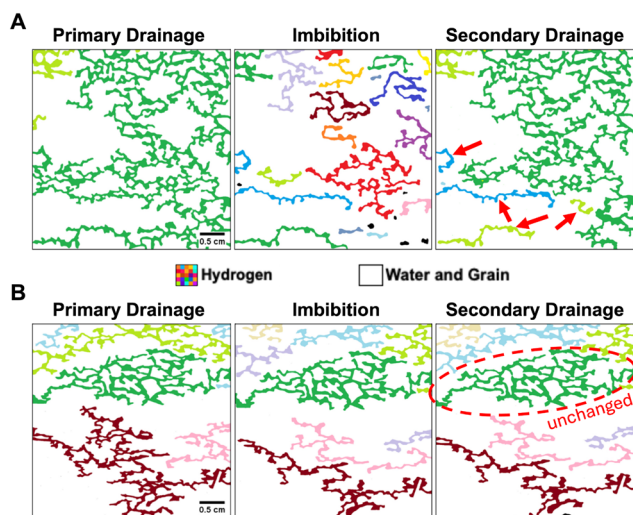 A
Primary Drainage Imbibition Secondary Drainage
0.5 cm
Hydrogen Water and Grain
B
Primary Drainage Imbibition Secondary Drainage
unchanged
0.5 cm